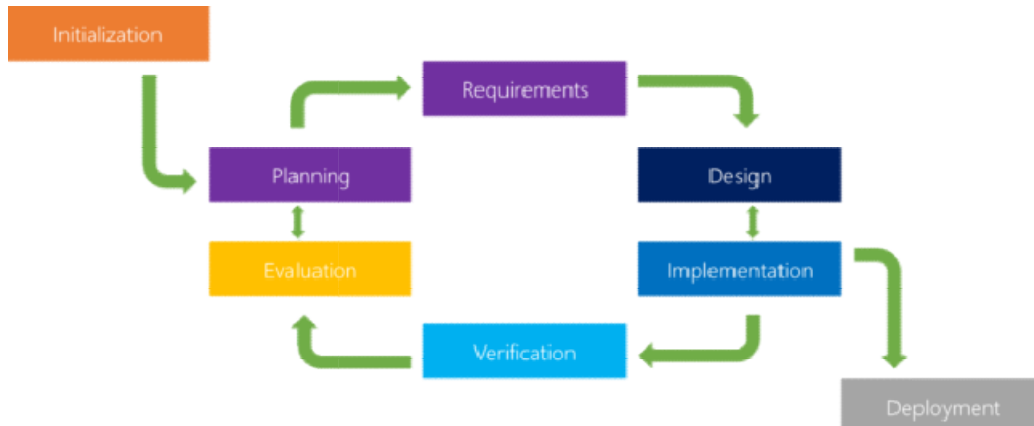 Initialization
Requirements
Planning
Design
Evaluation
Implementation
Verification
Deployment